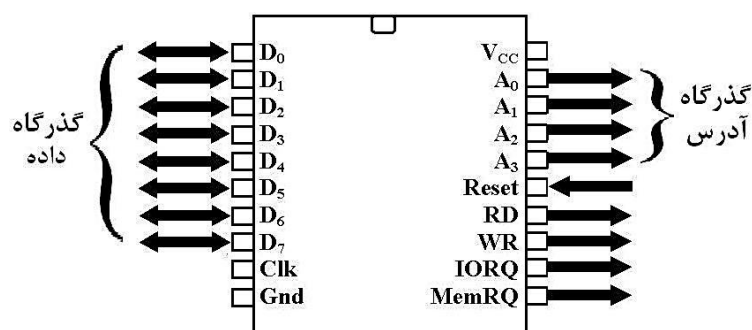 گذرگاه
داده
D₀
D₁
D₂
D₃
D₄
D₅
D₆
D₇
Clk
Gnd
V_CC
A₀
A₁
A₂
A₃
Reset
RD
WR
IORQ
MemRQ
گذرگاه
آدرس